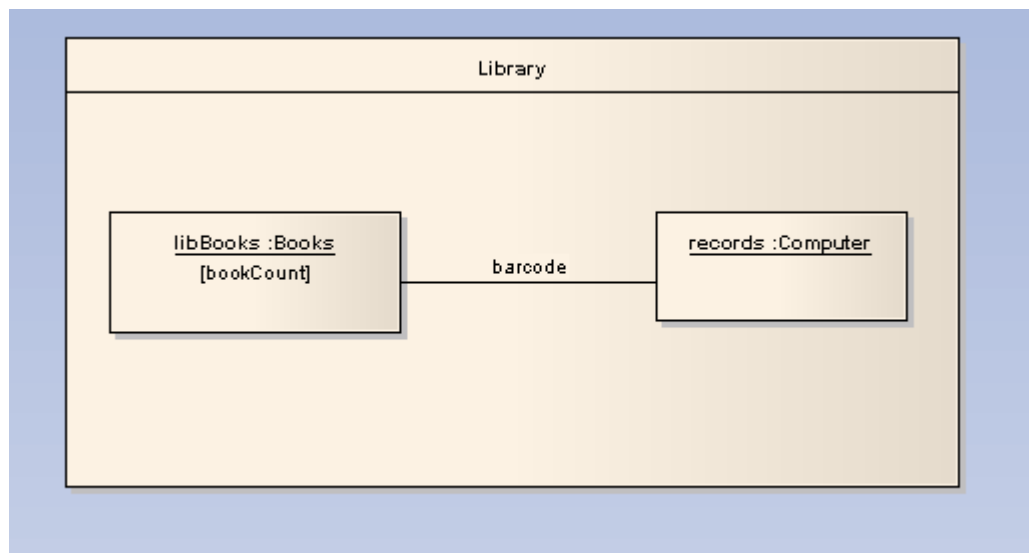 Library
libBooks :Books
[bookCount]
barcode
records :Computer